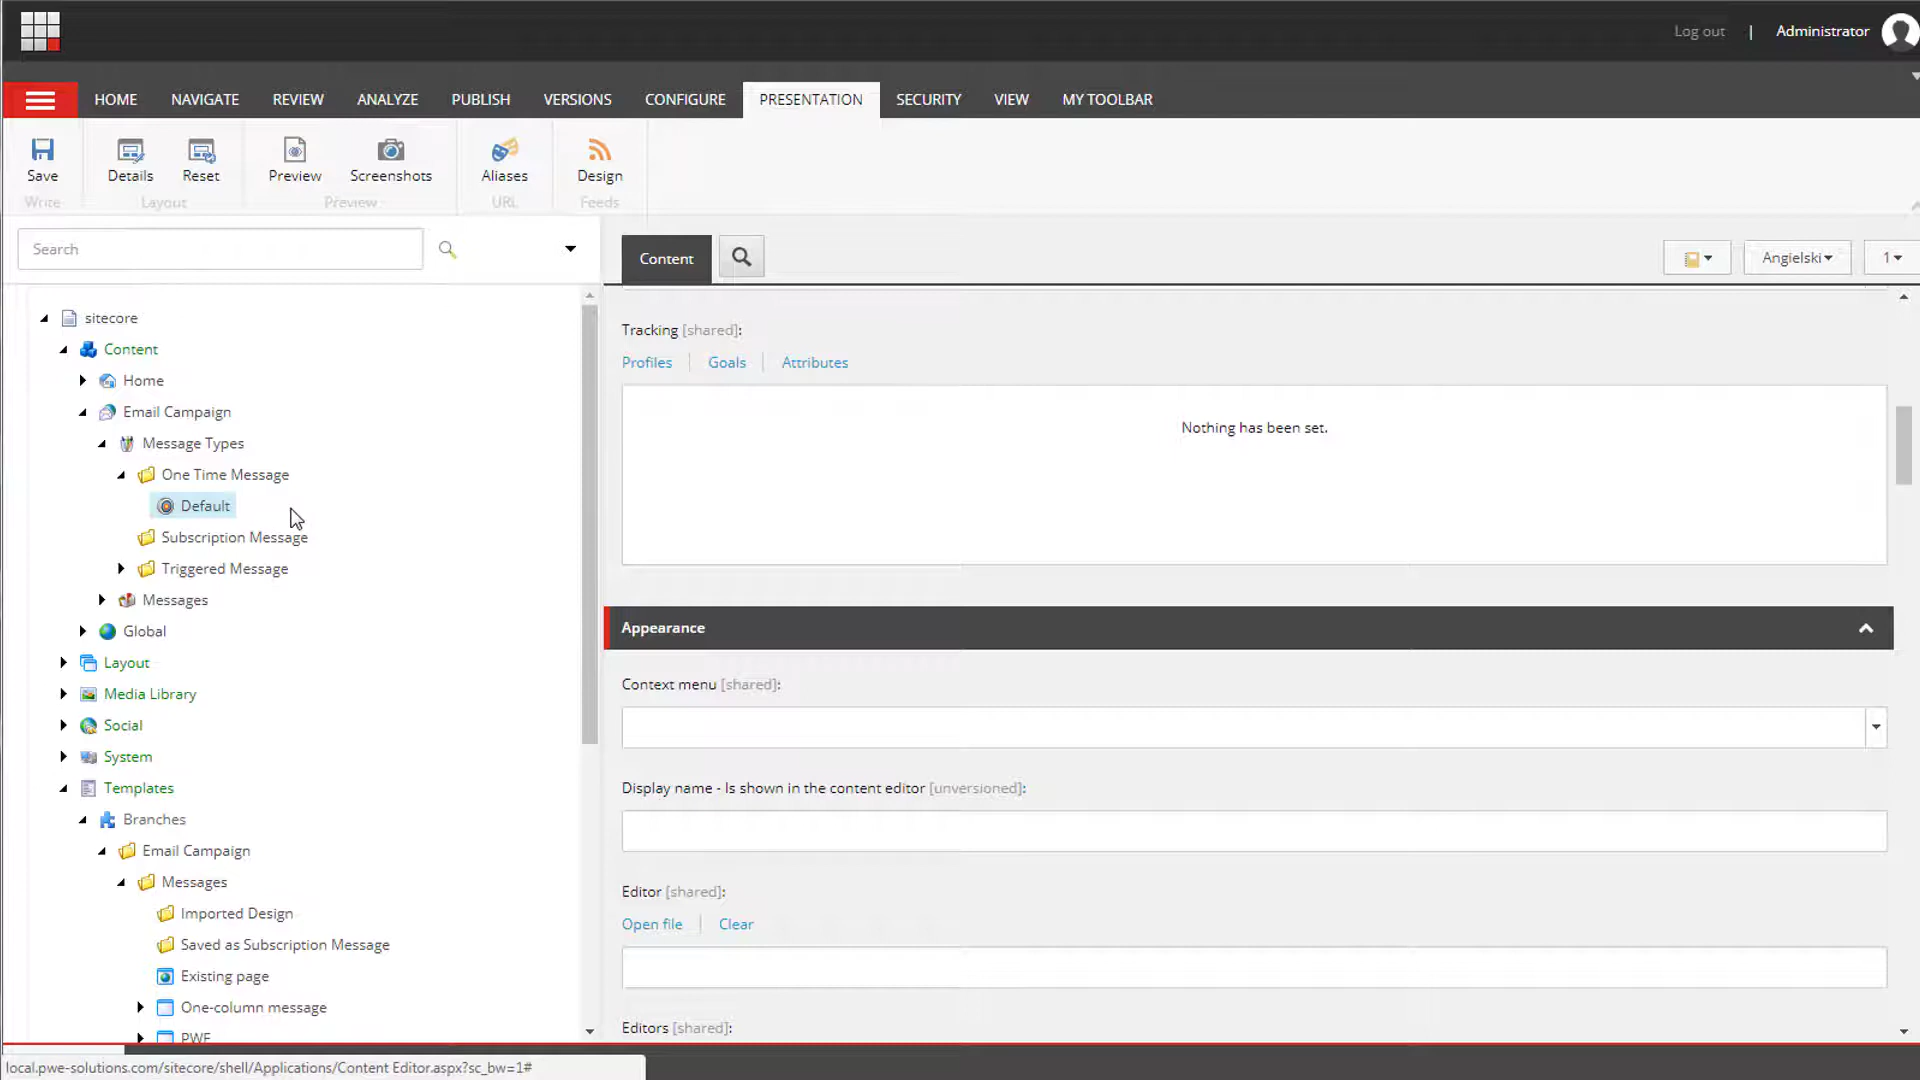 Log out | Administrator
HOME NAVIGATE REVIEW ANALYZE PUBLISH VERSIONS CONFIGURE PRESENTATION SECURITY VIEW MY TOOLBAR
Save Details Reset Preview Screenshots Aliases Design
Write Layout Preview URL Feeds
Search
Content
Angielski
1
sitecore
Content
Home
Email Campaign
Message Types
One Time Message
Default
Subscription Message
Triggered Message
Messages
Global
Layout
Media Library
Social
System
Templates
Branches
Email Campaign
Messages
Imported Design
Saved as Subscription Message
Existing page
One-column message
PWE
Tracking [shared]:
Profiles | Goals | Attributes
Nothing has been set.
Appearance
Context menu [shared]:
Display name - Is shown in the content editor [unversioned]:
Editor [shared]:
Open file | Clear
Editors [shared]:
local.pwe-solutions.com/sitecore/shell/Applications/Content Editor.aspx?sc_bw=1#